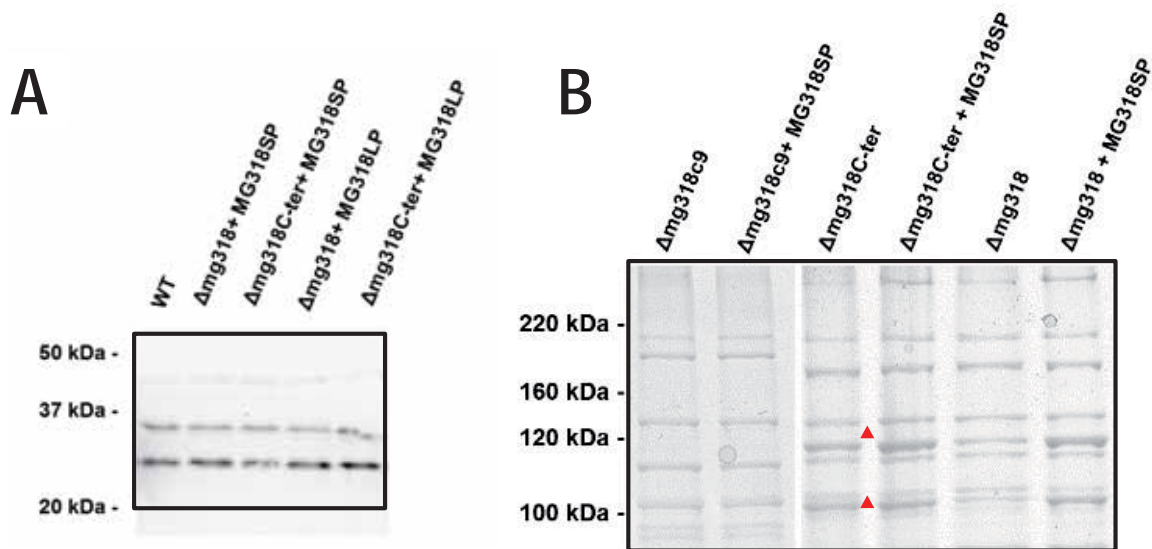 A
WT
Δmg318+ MG318SP
Δmg318C-ter+ MG318SP
Δmg318+ MG318LP
Δmg318C-ter+ MG318LP
50 kDa -
37 kDa -
20 kDa -
B
Δmg318c9
Δmg318c9+ MG318SP
Δmg318C-ter
Δmg318C-ter + MG318SP
Δmg318
Δmg318 + MG318SP
220 kDa -
160 kDa -
120 kDa -
100 kDa -